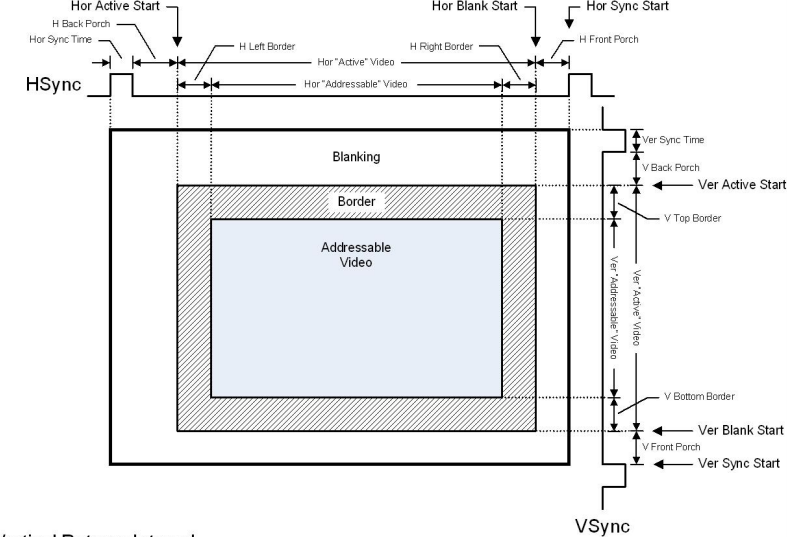 Hor Active Start
Hor Blank Start
Hor Sync Start
H Back Porch
Hor Sync Time
H Left Border
Hor "Active" Video
H Right Border
H Front Porch
Hor "Addressable" Video
HSync
Ver Sync Time
Blanking
V Back Porch
Ver Active Start
Border
V Top Border
Addressable
Video
Ver "Addressable" Video
Ver "Active" Video
V Bottom Border
Ver Blank Start
V Front Porch
Ver Sync Start
VSync